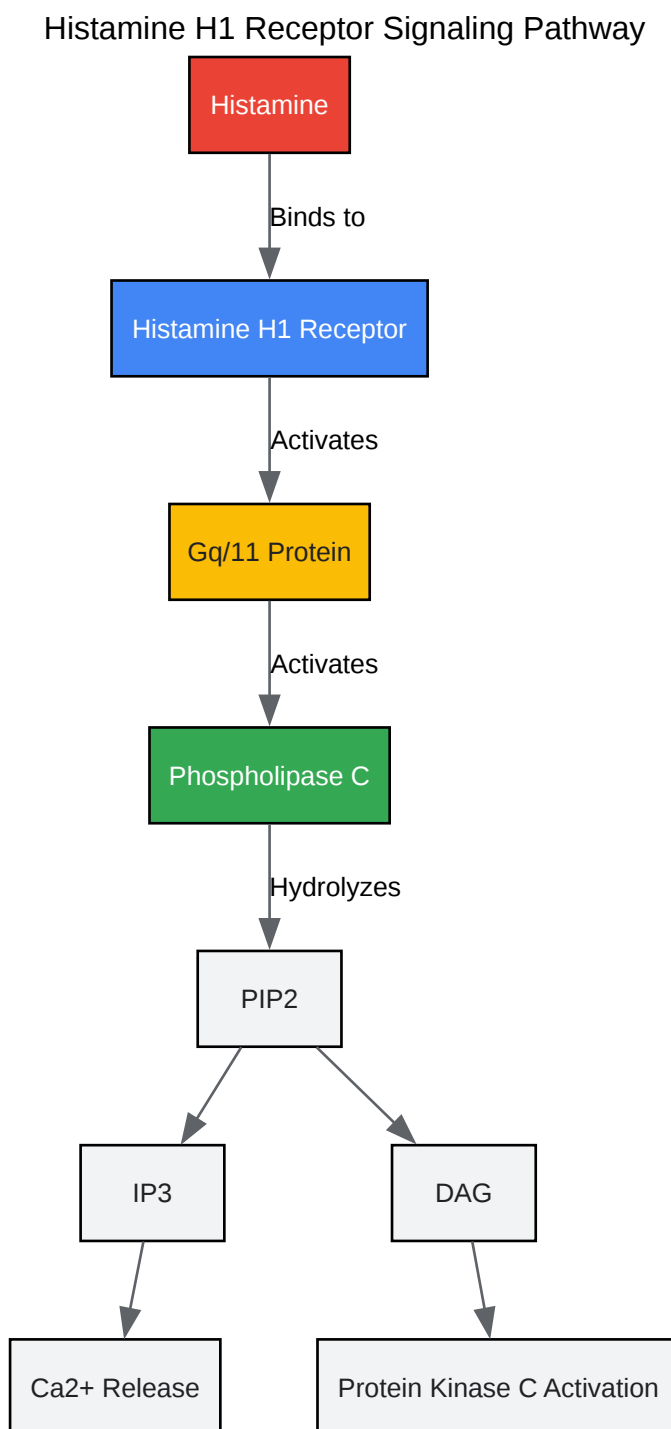 Histamine H1 Receptor Signaling Pathway
Histamine
Binds to
Histamine H1 Receptor
Activates
Gq/11 Protein
Activates
Phospholipase C
Hydrolyzes
PIP2
IP3
DAG
Ca2+ Release
Protein Kinase C Activation